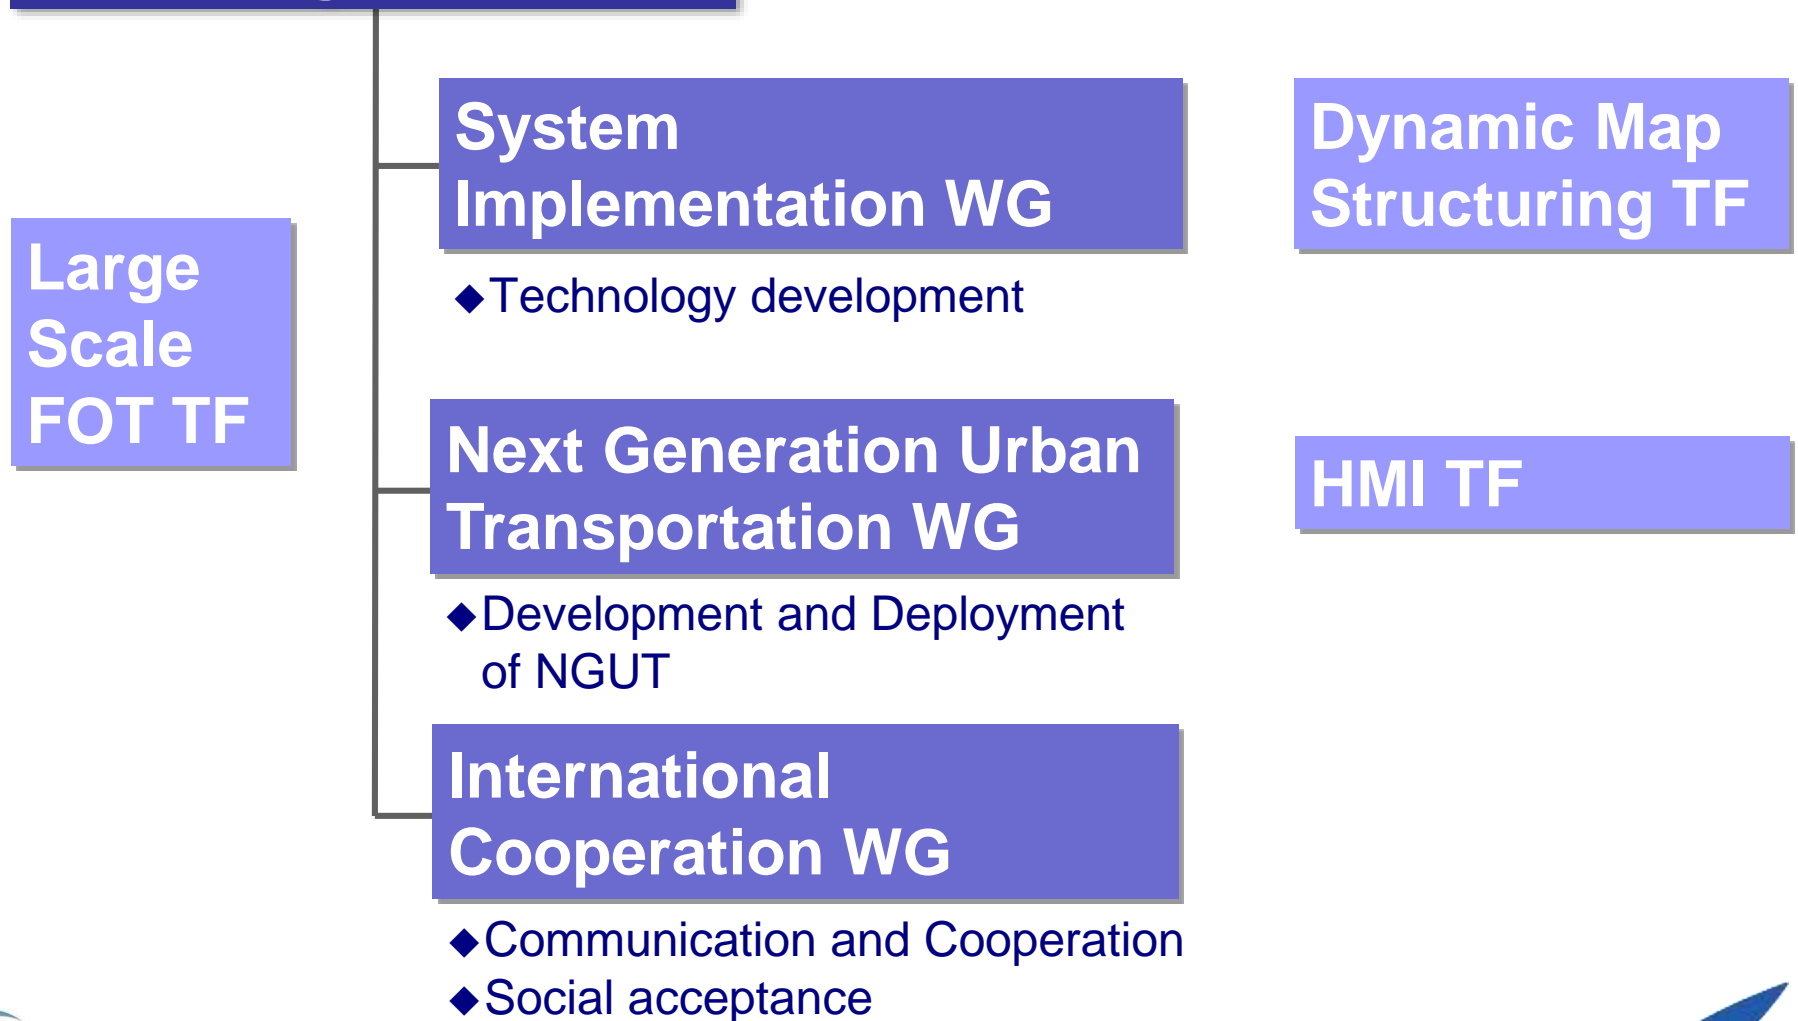 System
Implementation WG
◆Technology development
Dynamic Map
Structuring TF
Large
Scale
FOT TF
Next Generation Urban
Transportation WG
◆Development and Deployment
of NGUT
HMI TF
International
Cooperation WG
◆Communication and Cooperation
◆Social acceptance